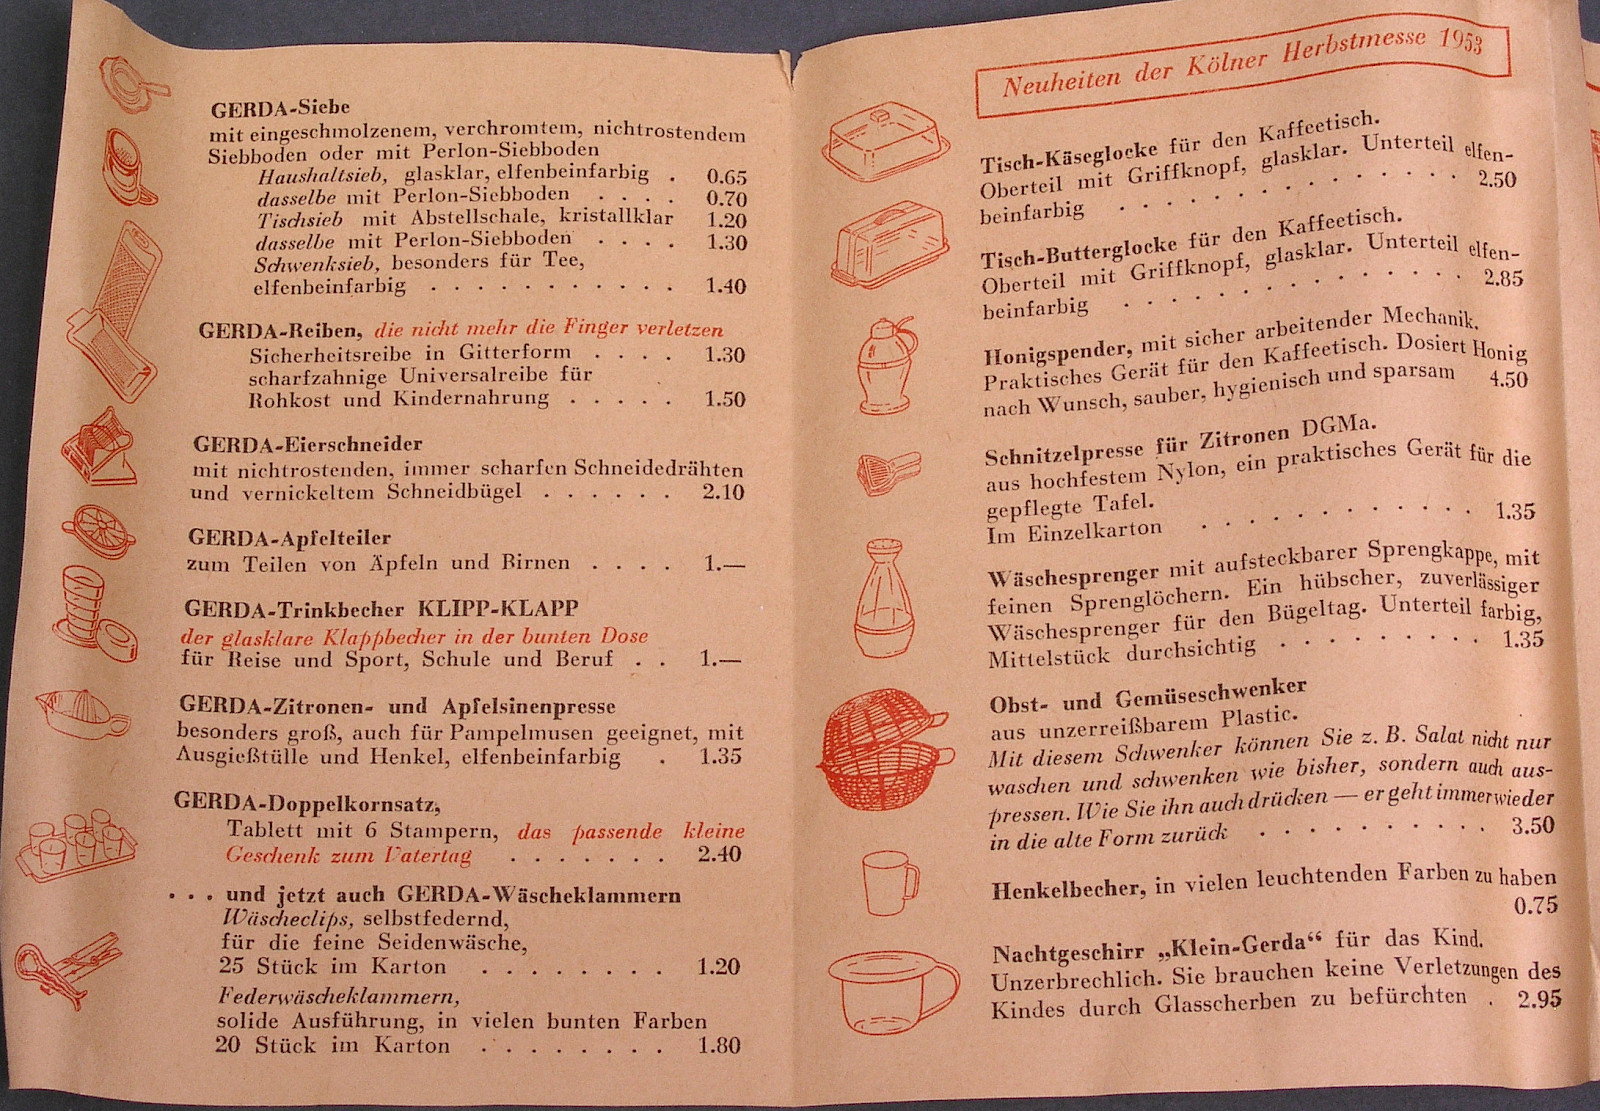 GERDA-Siebe
mit eingeschmolzenem, verchromtem, nichtrostendem
Siebboden oder mit Perlon-Siebboden
Haushaltsieb, glasklar, elfenbeinfarbig . 0.65
dasselbe mit Perlon-Siebboden . . . . 0.70
Tischsieb mit Abstellschale, kristallklar 1.20
dasselbe mit Perlon-Siebboden . . . . 1.30
Schwenksieb, besonders für Tee,
elfenbeinfarbig . . . . . . . . . . . 1.40
GERDA-Reiben, die nicht mehr die Finger verletzen
Sicherheitsreibe in Gitterform . . . . 1.30
scharfzahnige Universalreibe für
Rohkost und Kindernahrung . . . . . 1.50
GERDA-Eierschneider
mit nichtrostenden, immer scharfen Schneidedrähten
und vernickeltem Schneidbügel . . . . . . 2.10
GERDA-Apfelteiler
zum Teilen von Äpfeln und Birnen . . . . 1.—
GERDA-Trinkbecher KLIPP-KLAPP
der glasklare Klappbecher in der bunten Dose
für Reise und Sport, Schule und Beruf . . 1.—
GERDA-Zitronen- und Apfelsinenpresse
besonders groß, auch für Pampelmusen geeignet, mit
Ausgießtülle und Henkel, elfenbeinfarbig . 1.35
GERDA-Doppelkornsatz,
Tablett mit 6 Stampern, das passende kleine
Geschenk zum Vatertag . . . . . . . 2.40
. . . und jetzt auch GERDA-Wäscheklammern
Wäscheclips, selbstfedernd,
für die feine Seidenwäsche,
25 Stück im Karton . . . . . . . . 1.20
Federwäscheklammern,
solide Ausführung, in vielen bunten Farben
20 Stück im Karton . . . . . . . . 1.80
Neuheiten der Kölner Herbstmesse 1953
Tisch-Käseglocke für den Kaffeetisch.
Oberteil mit Griffknopf, glasklar. Unterteil elfen-
beinfarbig . . . . . . . . . . . . . 2.50
Tisch-Butterglocke für den Kaffeetisch.
Oberteil mit Griffknopf, glasklar. Unterteil elfen-
beinfarbig . . . . . . . . . . . . . 2.85
Honigspender, mit sicher arbeitender Mechanik.
Praktisches Gerät für den Kaffeetisch. Dosiert Honig
nach Wunsch, sauber, hygienisch und sparsam 4.50
Schnitzelpresse für Zitronen DGMa.
aus hochfestem Nylon, ein praktisches Gerät für die
gepflegte Tafel.
Im Einzelkarton . . . . . . . . . . . 1.35
Wäschesprenger mit aufsteckbarer Sprengkappe, mit
feinen Sprenglöchern. Ein hübscher, zuverlässiger
Wäschesprenger für den Bügeltag. Unterteil farbig,
Mittelstück durchsichtig . . . . . . . . . 1.35
Obst- und Gemüseschwenker
aus unzerreißbarem Plastic.
Mit diesem Schwenker können Sie z. B. Salat nicht nur
waschen und schwenken wie bisher, sondern auch aus-
pressen. Wie Sie ihn auch drücken — er geht immer wieder
in die alte Form zurück . . . . . . . . . . 3.50
Henkelbecher, in vielen leuchtenden Farben zu haben
0.75
Nachtgeschirr „Klein-Gerda“ für das Kind.
Unzerbrechlich. Sie brauchen keine Verletzungen des
Kindes durch Glasscherben zu befürchten . 2.95